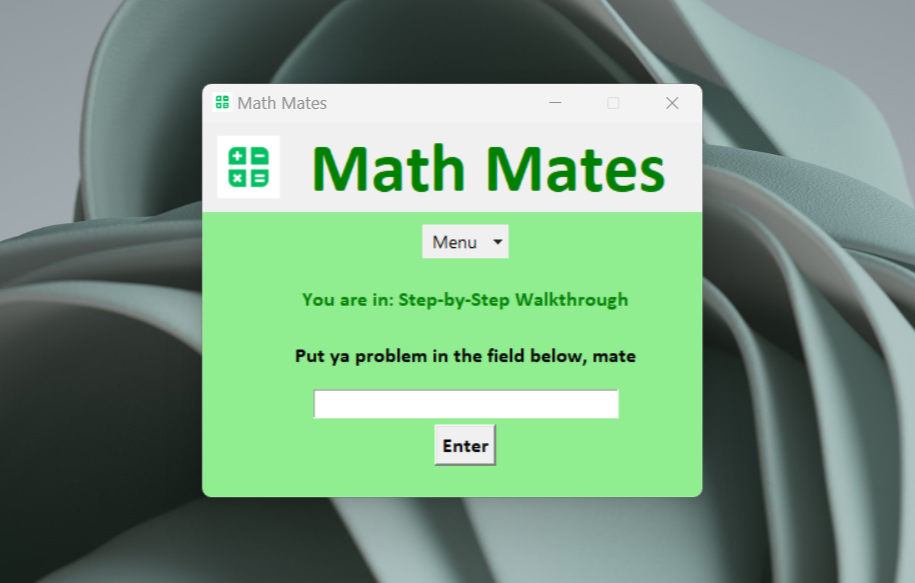 Math Mates
Math Mates
Menu
You are in: Step-by-Step Walkthrough
Put ya problem in the field below, mate
Enter